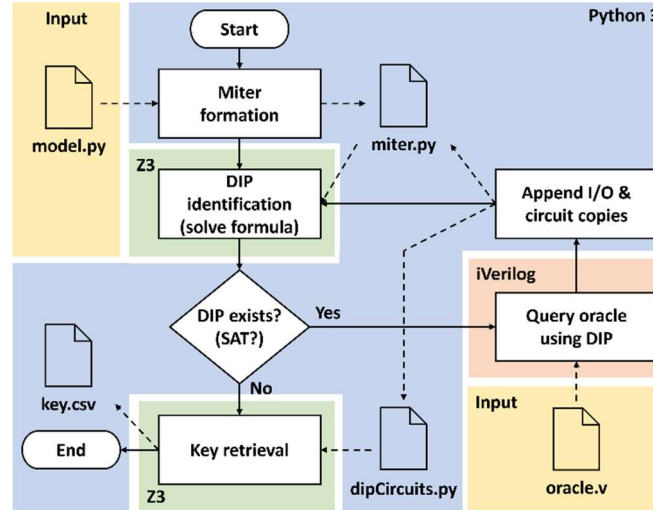 Input
Start
Python 3
Miter
formation
model.py
miter.py
Z3
DIP
identification
(solve formula)
Append I/O &
circuit copies
iVerilog
DIP exists?
(SAT?)
Yes
Query oracle
using DIP
key.csv
No
Input
End
Key retrieval
Z3
dipCircuits.py
oracle.v